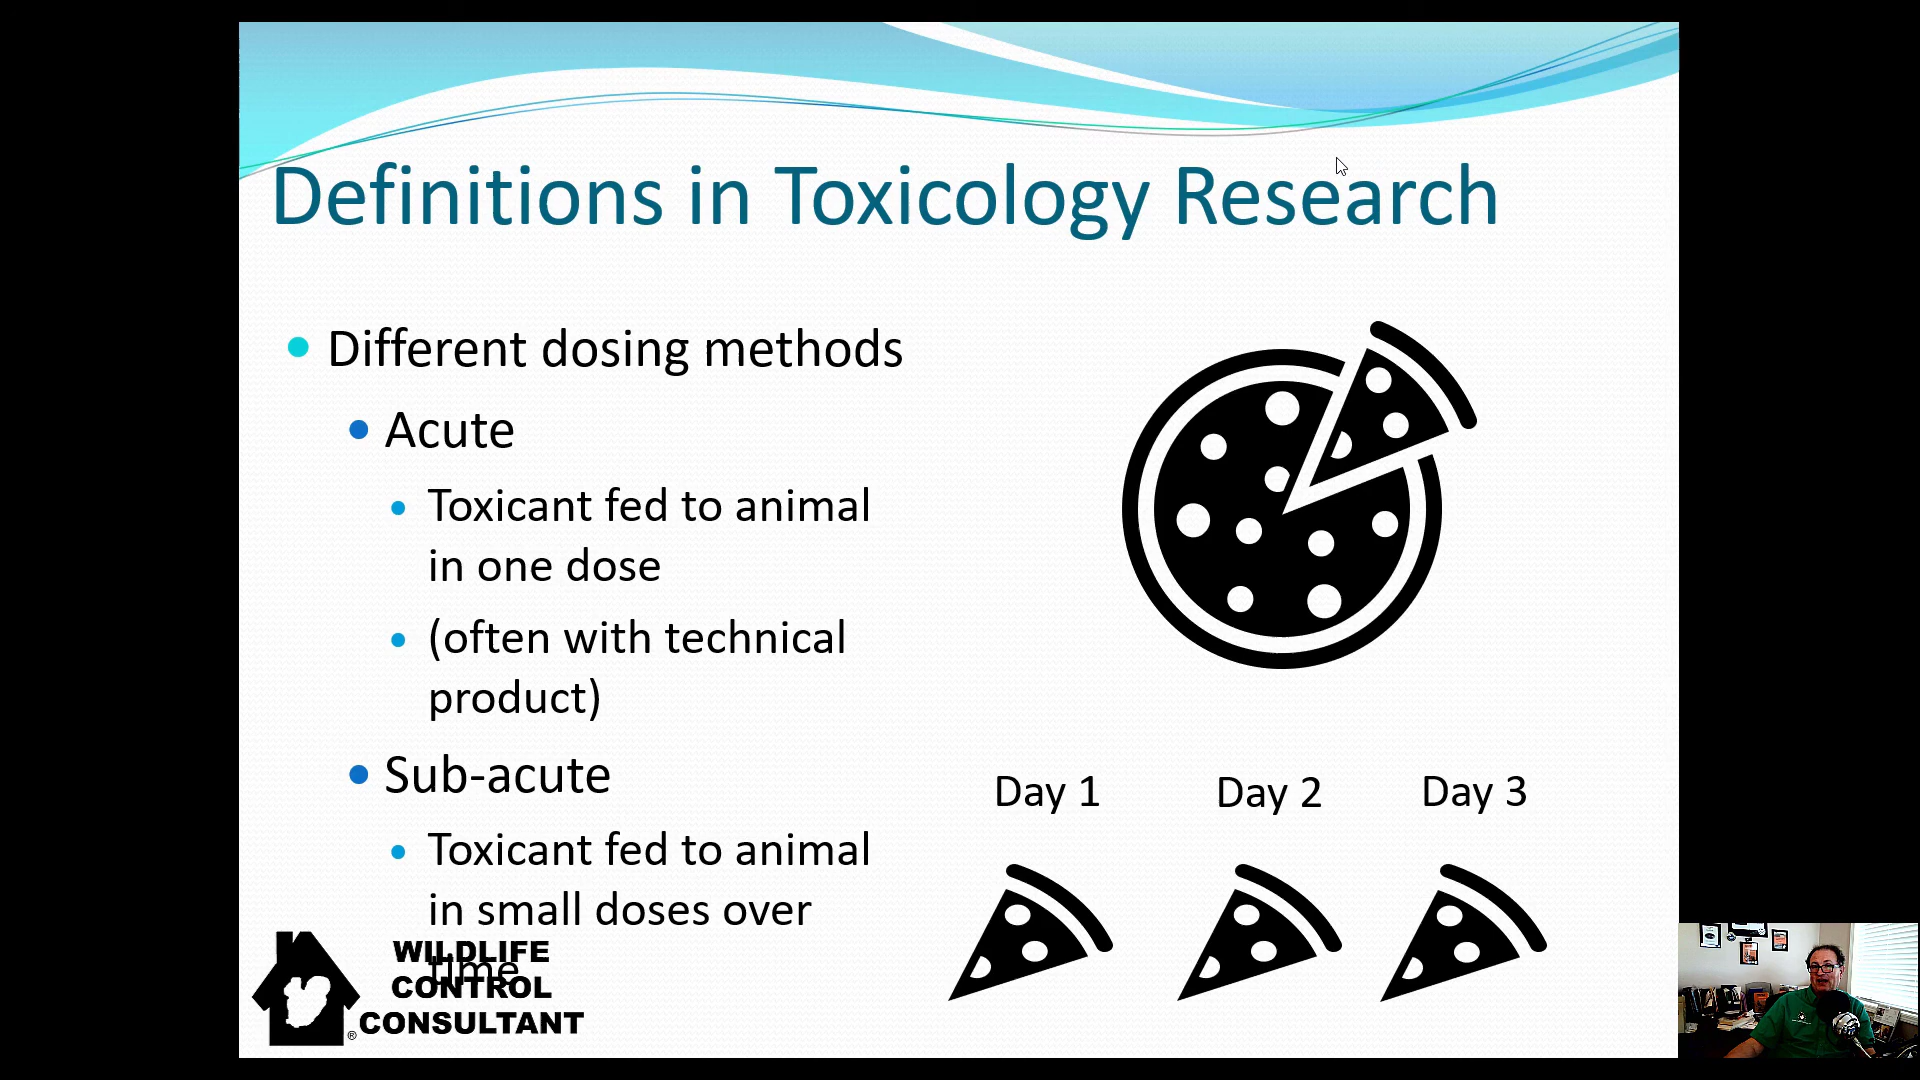 Definitions in Toxicology Research
Different dosing methods
Acute
Toxicant fed to animal
in one dose
(often with technical
product)
Sub-acute
Toxicant fed to animal
in small doses over
time
Day 1
Day 2
Day 3
WILDLIFE
CONTROL
CONSULTANT
®